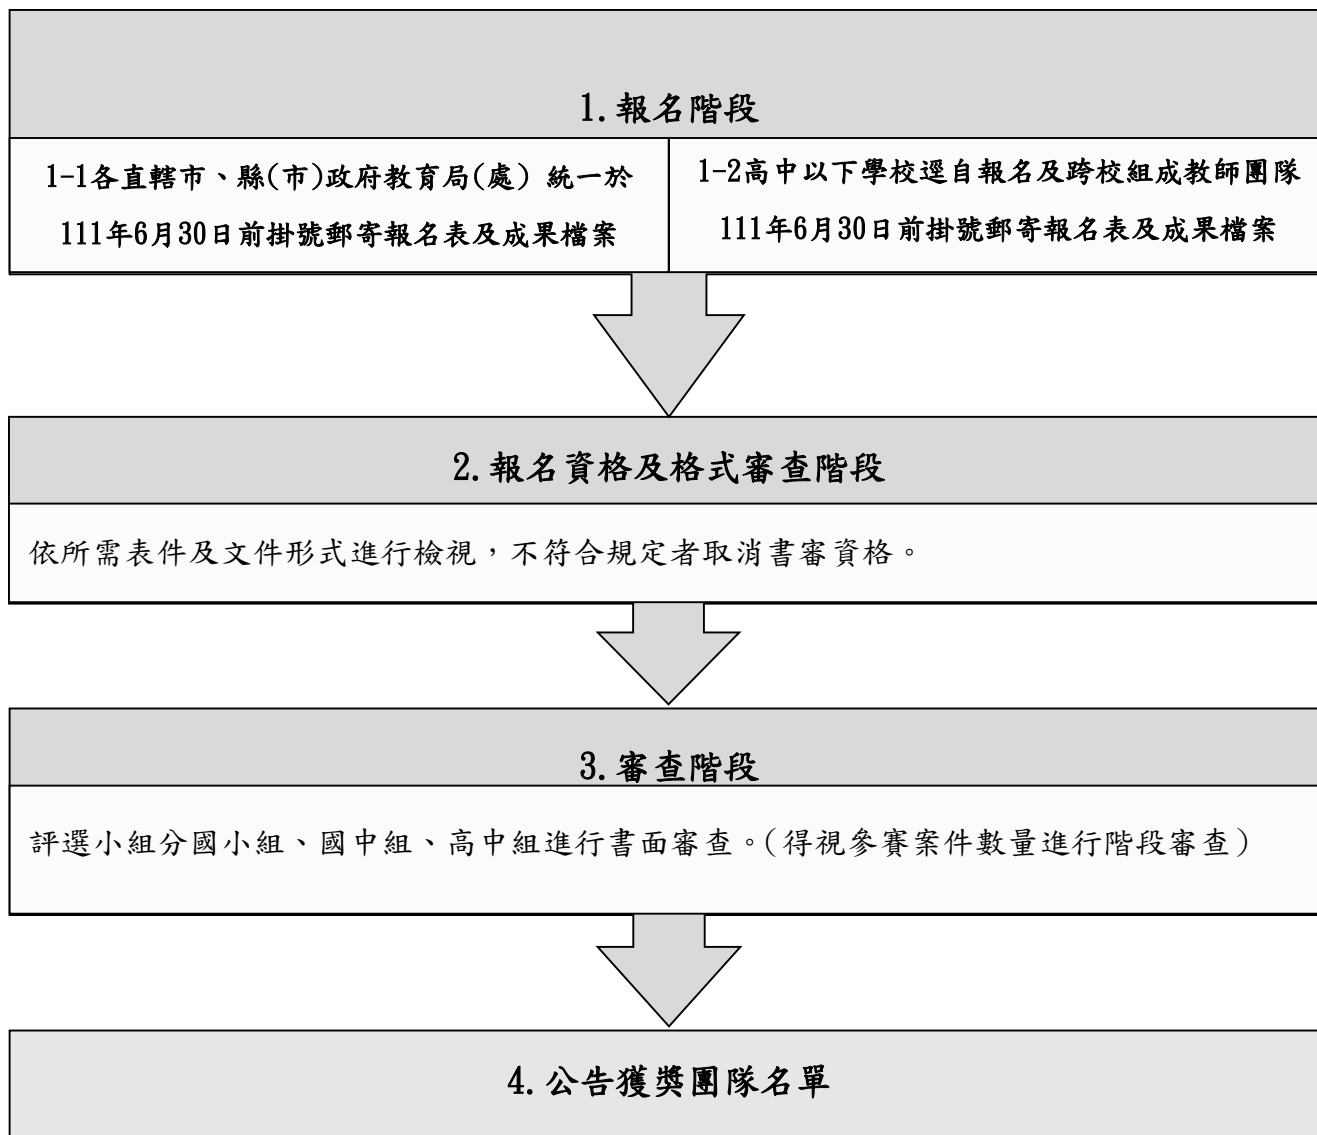 1.報名階段
1-1各直轄市、縣(市)政府教育局(處) 統一於
111年6月30日前掛號郵寄報名表及成果檔案
1-2高中以下學校逕自報名及跨校組成教師團隊
111年6月30日前掛號郵寄報名表及成果檔案
2.報名資格及格式審查階段
依所需表件及文件形式進行檢視，不符合規定者取消書審資格。
3.審查階段
評選小組分國小組、國中組、高中組進行書面審查。(得視參賽案件數量進行階段審查)
4.公告獲獎團隊名單